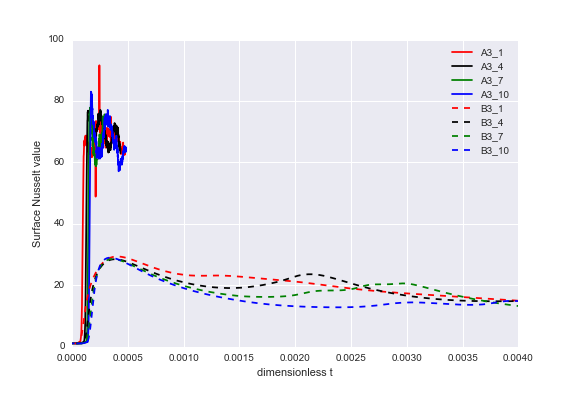 100
80
60
40
20
0
Surface Nusselt value
A3_1
A3_4
A3_7
A3_10
B3_1
B3_4
B3_7
B3_10
0.0000 0.0005 0.0010 0.0015 0.0020 0.0025 0.0030 0.0035 0.0040
dimensionless t